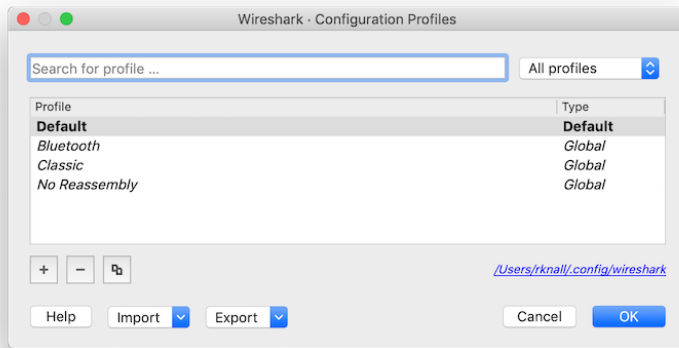 Wireshark · Configuration Profiles
Search for profile ...
All profiles
Profile Type
Default Default
Bluetooth Global
Classic Global
No Reassembly Global
+ −
/Users/rknall/.config/wireshark
Help Import Export Cancel OK